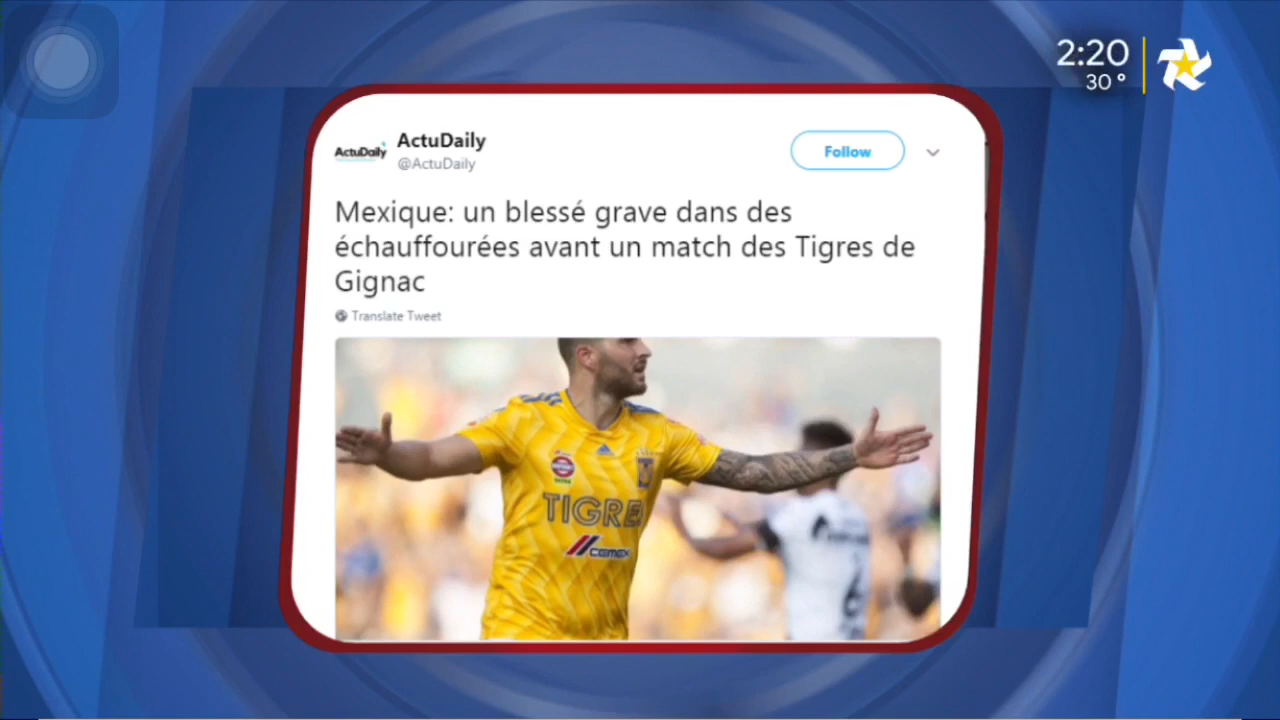 2:20
30 °
ActuDaily
ActuDaily
@ActuDaily
Follow
Mexique: un blessé grave dans des
échauffourées avant un match des Tigres de
Gignac
Translate Tweet
TIGRE
CEMEX